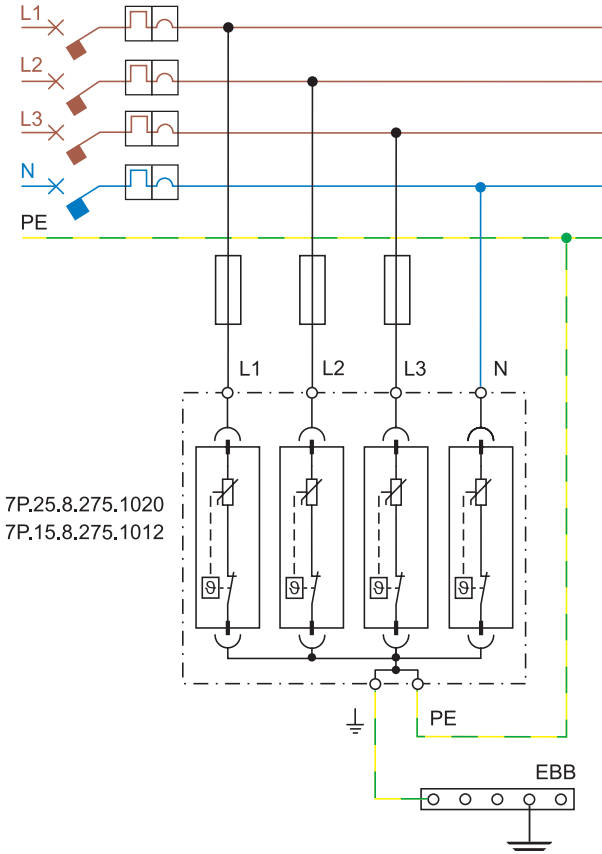 L1
L2
L3
N
PE
L1 L2 L3 N
7P.25.8.275.1020
7P.15.8.275.1012
ϑ ϑ ϑ ϑ
PE
EBB